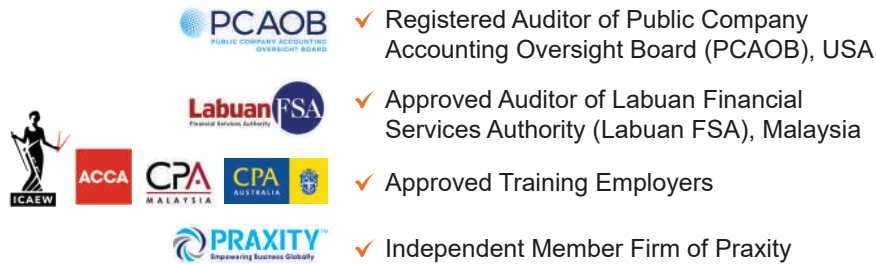 PCAOB
PUBLIC COMPANY ACCOUNTING
OVERSIGHT BOARD
Registered Auditor of Public Company
Accounting Oversight Board (PCAOB), USA
Labuan FSA
Financial Services Authority
Approved Auditor of Labuan Financial
Services Authority (Labuan FSA), Malaysia
ICAEW
ACCA
CPA
MALAYSIA
CPA
AUSTRALIA
Approved Training Employers
PRAXITY™
Empowering Business Globally
Independent Member Firm of Praxity